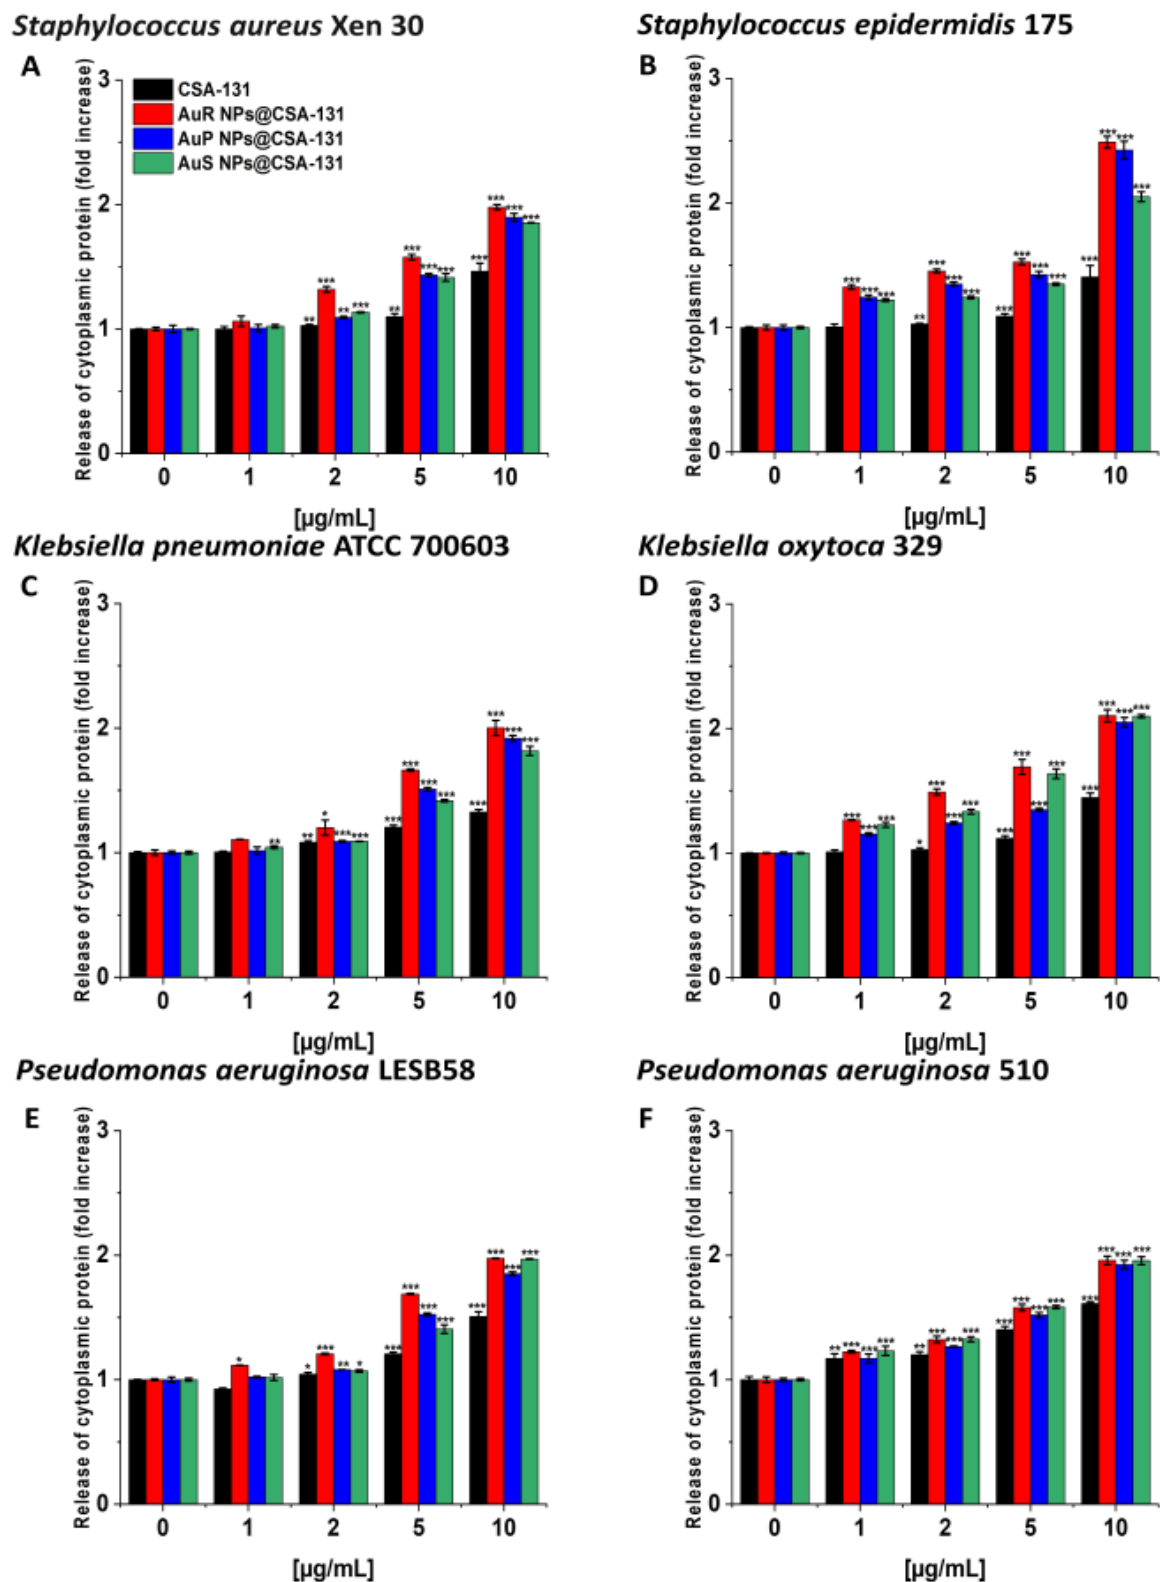 Staphylococcus aureus Xen 30
A
Release of cytoplasmic protein (fold increase)
3
2
1
0
CSA-131
AuR NPs@CSA-131
AuP NPs@CSA-131
AuS NPs@CSA-131
*** *** ***
*** *** *** ***
*** ** *** **
** ***
0 1 2 5 10
[µg/mL]
Staphylococcus epidermidis 175
B
Release of cytoplasmic protein (fold increase)
3
2
1
0
*** *** *** ***
*** *** *** ***
** *** *** ***
*** *** ***
0 1 2 5 10
[µg/mL]
Klebsiella pneumoniae ATCC 700603
C
Release of cytoplasmic protein (fold increase)
3
2
1
0
** ** * *** ***
*** *** *** ***
*** *** *** ***
0 1 2 5 10
[µg/mL]
Klebsiella oxytoca 329
D
Release of cytoplasmic protein (fold increase)
3
2
1
0
*** *** ***
* *** *** ***
*** *** *** ***
*** *** *** ***
0 1 2 5 10
[µg/mL]
Pseudomonas aeruginosa LESB58
E
Release of cytoplasmic protein (fold increase)
3
2
1
0
* * *** ** *
*** *** *** ***
*** *** *** ***
0 1 2 5 10
[µg/mL]
Pseudomonas aeruginosa 510
F
Release of cytoplasmic protein (fold increase)
3
2
1
0
** *** *** ***
** *** *** ***
*** *** *** ***
*** *** *** ***
0 1 2 5 10
[µg/mL]